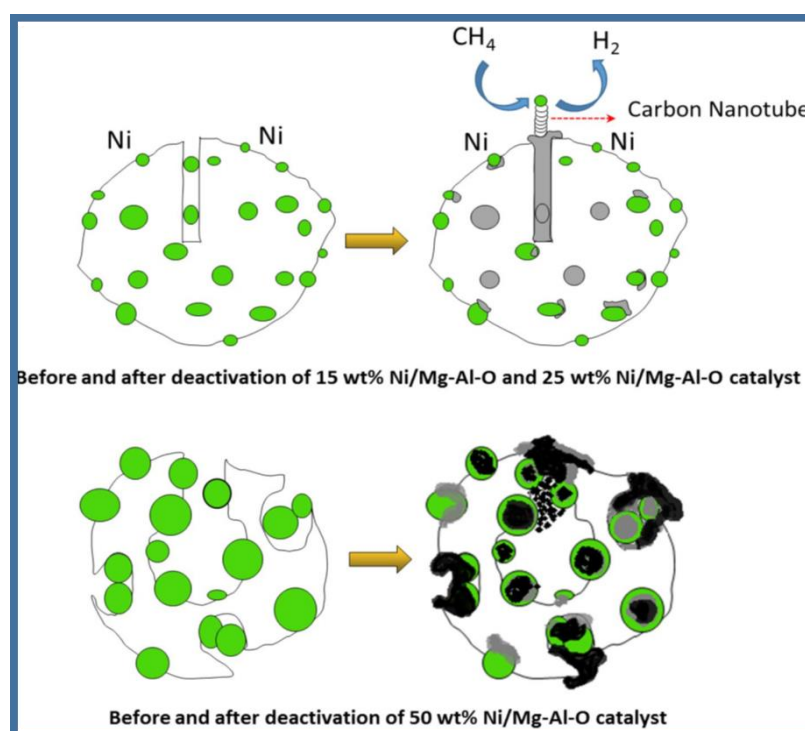 CH₄
H₂
Carbon Nanotube
Ni
Ni
Ni
Ni
Before and after deactivation of 15 wt% Ni/Mg-Al-O and 25 wt% Ni/Mg-Al-O catalyst
Before and after deactivation of 50 wt% Ni/Mg-Al-O catalyst